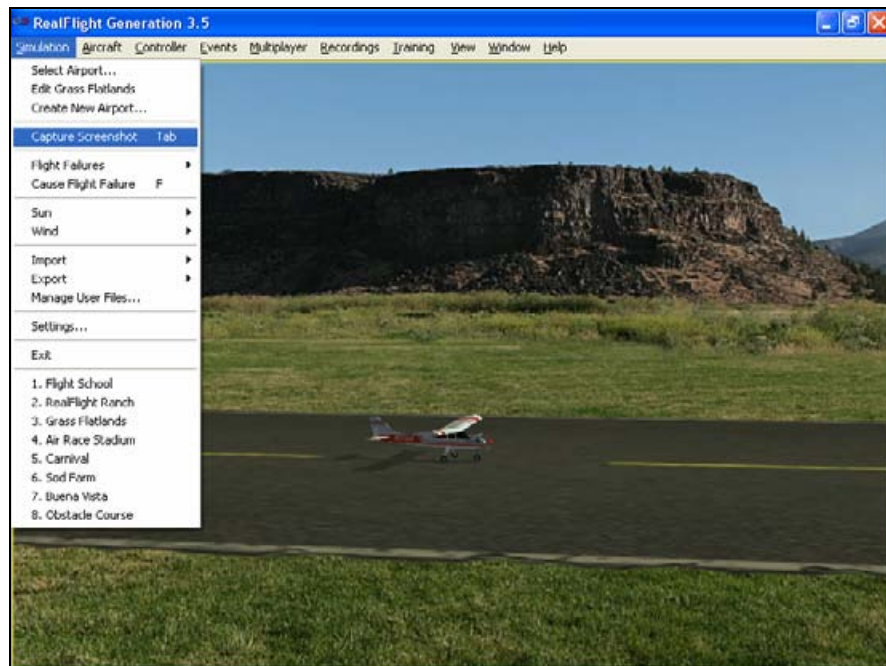 RealFlight Generation 3.5
Simulation Aircraft Controller Events Multiplayer Recordings Training View Window Help
Select Airport...
Edit Grass Flatlands
Create New Airport...
Capture Screenshot Tab
Flight Failures
Cause Flight Failure F
Sun
Wind
Import
Export
Manage User Files...
Settings...
Exit
1. Flight School
2. RealFlight Ranch
3. Grass Flatlands
4. Air Race Stadium
5. Carnival
6. Sod Farm
7. Buena Vista
8. Obstacle Course